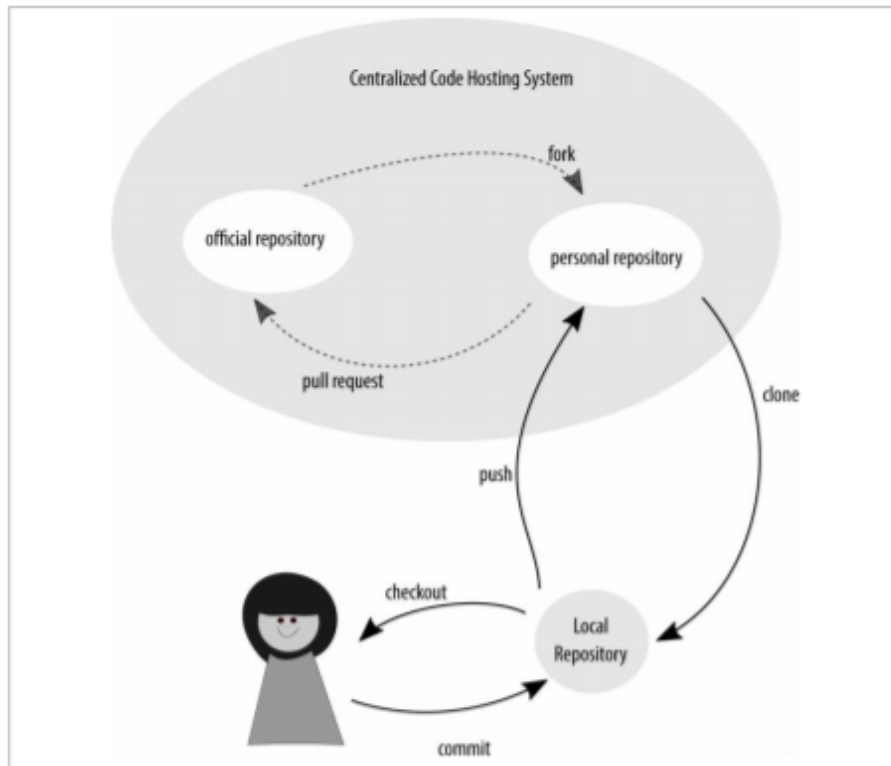 Centralized Code Hosting System
fork
official repository
personal repository
pull request
clone
push
checkout
Local
Repository
commit